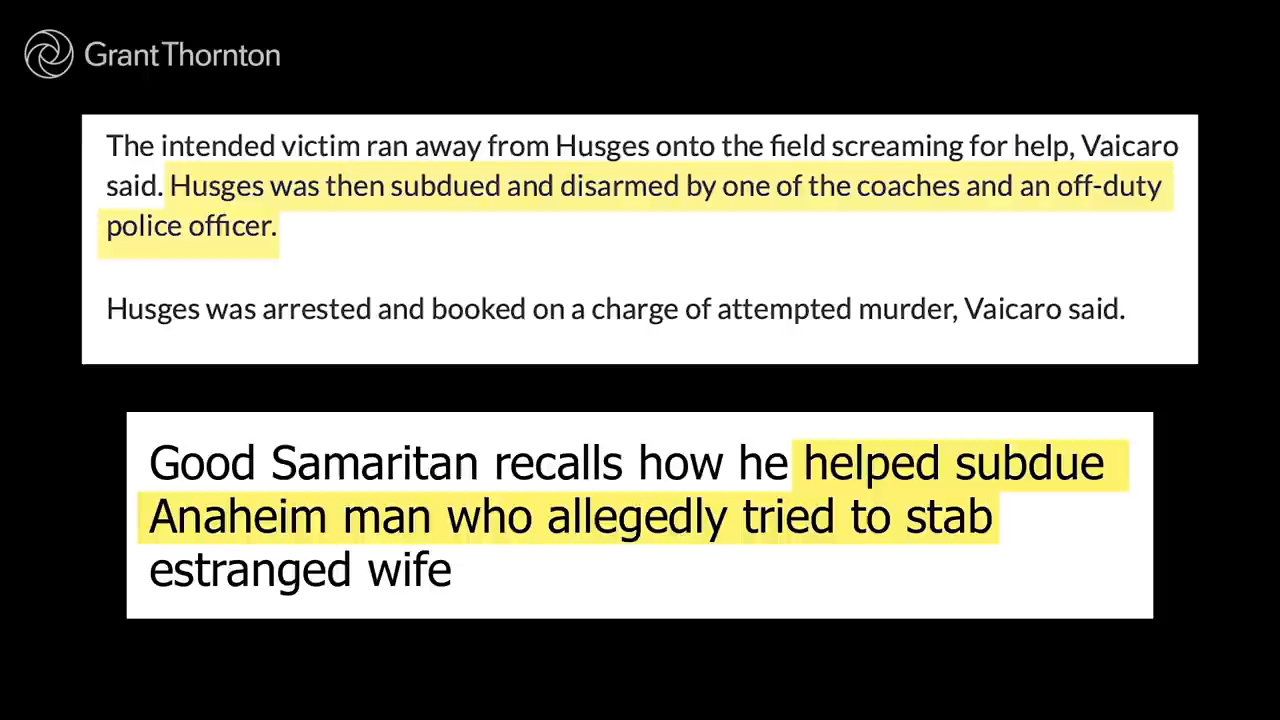 Grant Thornton
The intended victim ran away from Husges onto the field screaming for help, Vaicaro
said. Husges was then subdued and disarmed by one of the coaches and an off-duty
police officer.
Husges was arrested and booked on a charge of attempted murder, Vaicaro said.
Good Samaritan recalls how he helped subdue
Anaheim man who allegedly tried to stab
estranged wife